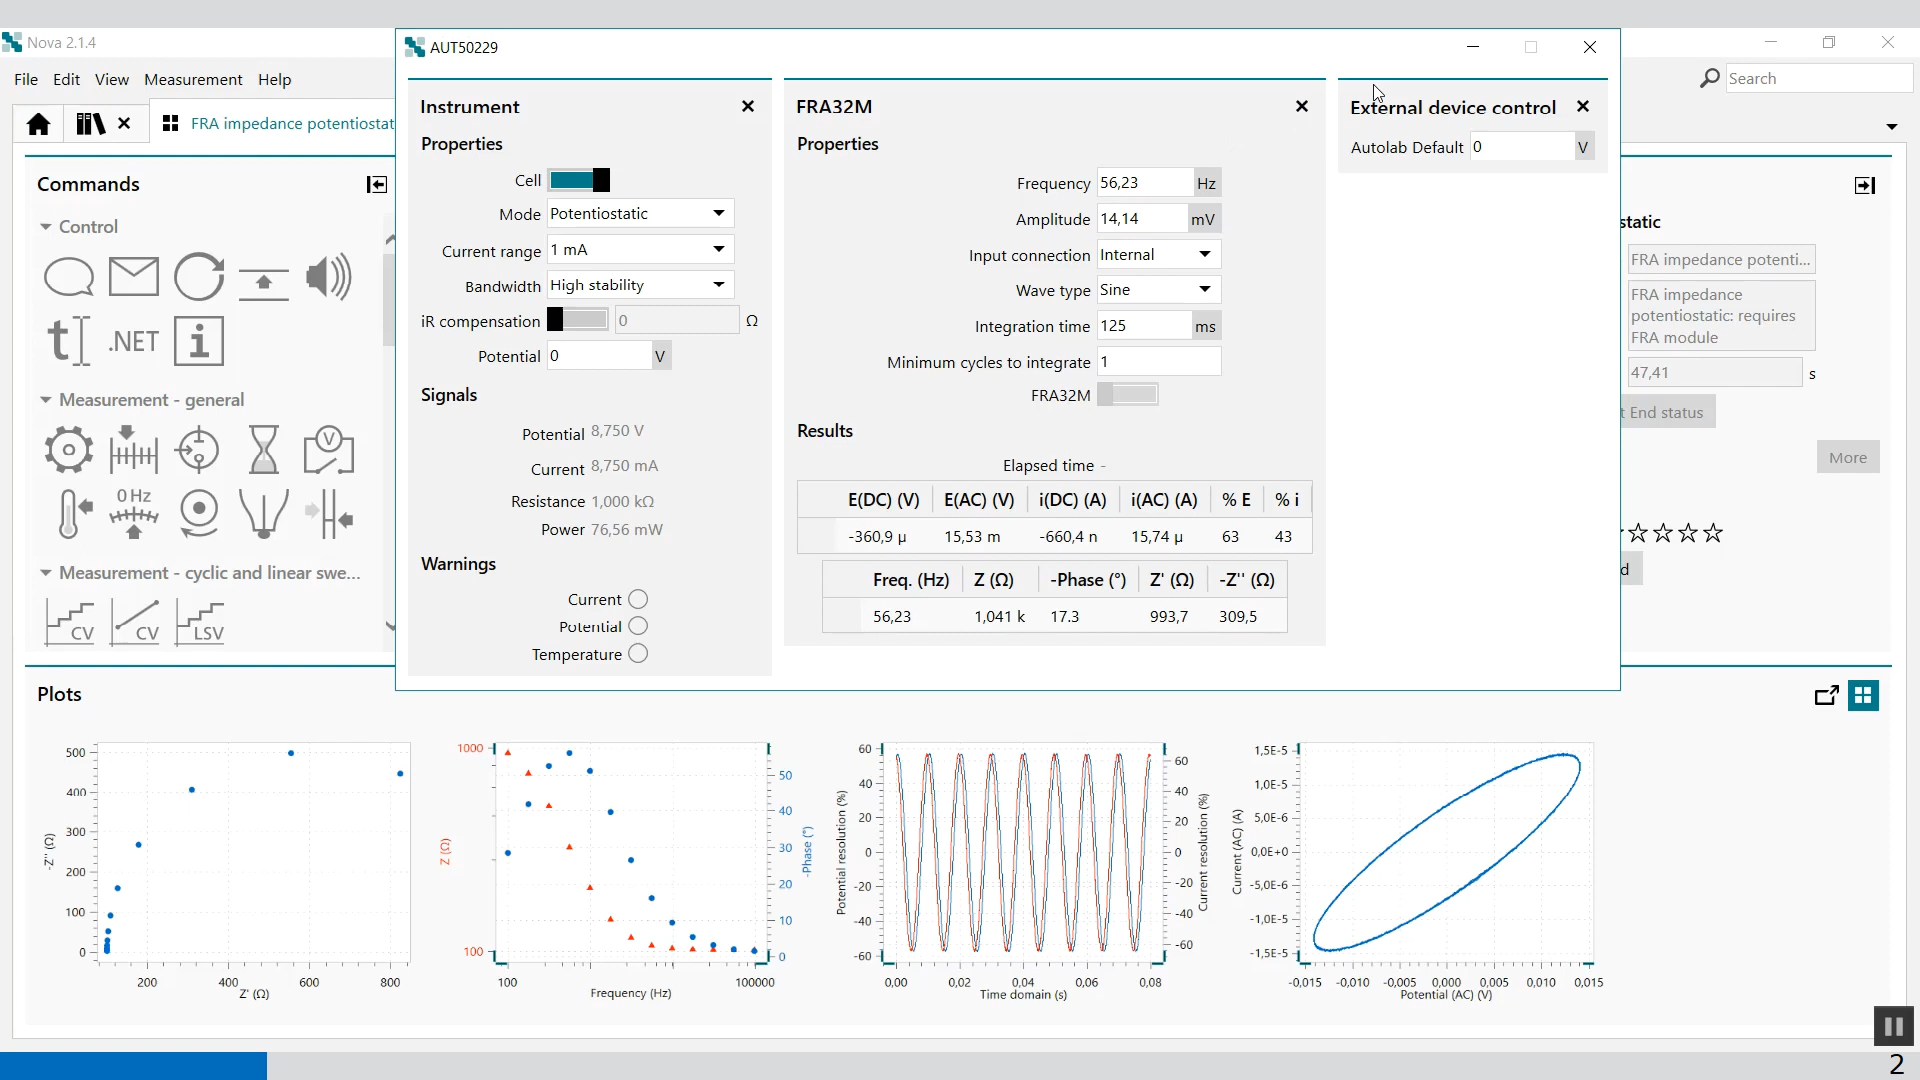 Nova 2.1.4
AUT50229
File Edit View Measurement Help
Search
FRA impedance potentiostat
Commands
Control
.NET
Measurement - general
V
0 Hz
Measurement - cyclic and linear swe...
CV
CV
LSV
Instrument
Properties
Cell
Mode Potentiostatic
Current range 1 mA
Bandwidth High stability
iR compensation 0 Ω
Potential 0 V
Signals
Potential 8,750 V
Current 8,750 mA
Resistance 1,000 kΩ
Power 76,56 mW
Warnings
Current
Potential
Temperature
FRA32M
Properties
Frequency 56,23 Hz
Amplitude 14,14 mV
Input connection Internal
Wave type Sine
Integration time 125 ms
Minimum cycles to integrate 1
FRA32M
Results
Elapsed time -
E(DC) (V) E(AC) (V) i(DC) (A) i(AC) (A) % E % i
-360,9 µ 15,53 m -660,4 n 15,74 µ 63 43
Freq. (Hz) Z (Ω) -Phase (°) Z' (Ω) -Z'' (Ω)
56,23 1,041 k 17.3 993,7 309,5
External device control
Autolab Default 0 V
static
FRA impedance potenti...
FRA impedance
potentiostatic: requires
FRA module
47,41 s
t End status
More
d
Plots
500
400
300
200
100
0
-Z'' (Ω)
200 400 600 800
Z' (Ω)
1000
100
Z (Ω)
50
40
30
20
10
0
-Phase (°)
100 100000
Frequency (Hz)
60
40
20
0
-20
-40
-60
Potential resolution (%)
60
40
20
0
-20
-40
-60
Current resolution (%)
0,00 0,02 0,04 0,06 0,08
Time domain (s)
1,5E-5
1,0E-5
5,0E-6
0,0E+0
-5,0E-6
-1,0E-5
-1,5E-5
Current (AC) (A)
-0,015 -0,010 -0,005 0,000 0,005 0,010 0,015
Potential (AC) (V)
2